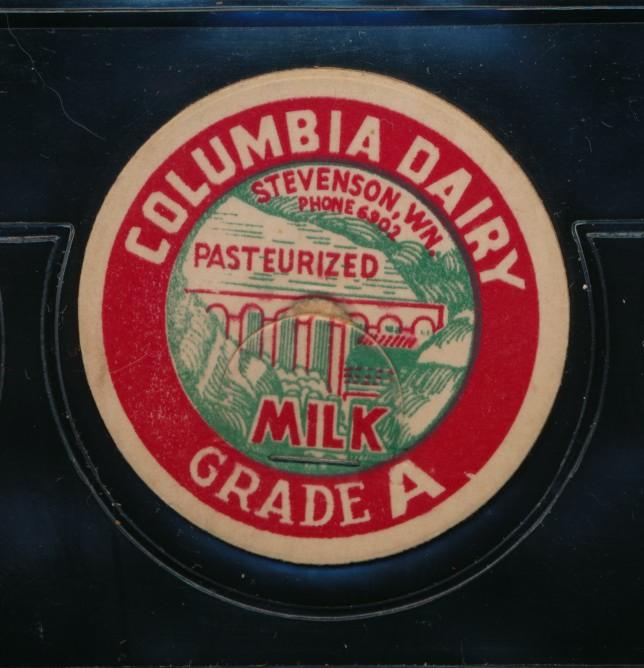 COLUMBIA DAIRY
STEVENSON, WN.
PHONE 6902
PASTEURIZED
MILK
GRADE A